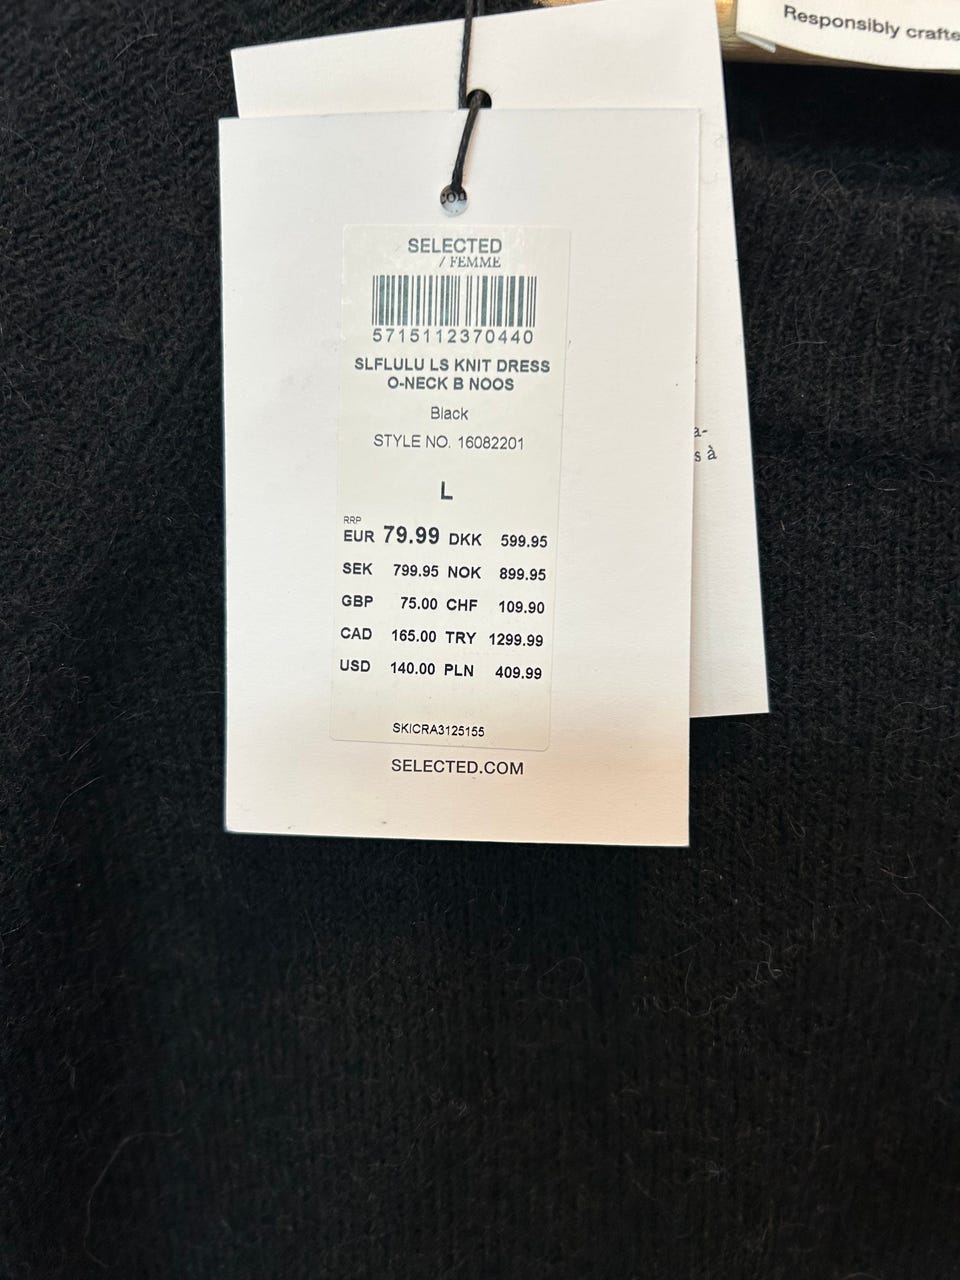 Responsibly crafte
con
SELECTED
/ FEMME
5715112370440
SLFLULU LS KNIT DRESS
O-NECK B NOOS
Black
STYLE NO. 16082201
a-
s à
L
RRP
EUR 79.99 DKK 599.95
SEK 799.95 NOK 899.95
GBP 75.00 CHF 109.90
CAD 165.00 TRY 1299.99
USD 140.00 PLN 409.99
SKICRA3125155
SELECTED.COM